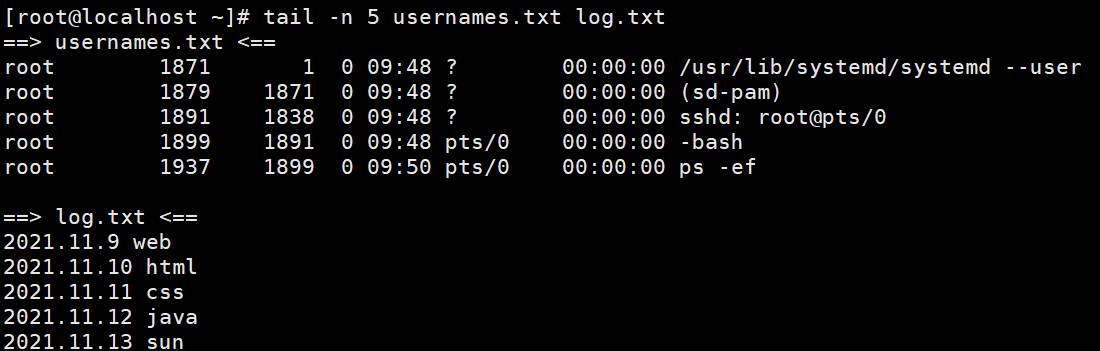 [root@localhost ~]# tail -n 5 usernames.txt log.txt
==> usernames.txt <==
root        1871       1  0 09:48 ?        00:00:00 /usr/lib/systemd/systemd --user
root        1879    1871  0 09:48 ?        00:00:00 (sd-pam)
root        1891    1838  0 09:48 ?        00:00:00 sshd: root@pts/0
root        1899    1891  0 09:48 pts/0    00:00:00 -bash
root        1937    1899  0 09:50 pts/0    00:00:00 ps -ef

==> log.txt <==
2021.11.9 web
2021.11.10 html
2021.11.11 css
2021.11.12 java
2021.11.13 sun